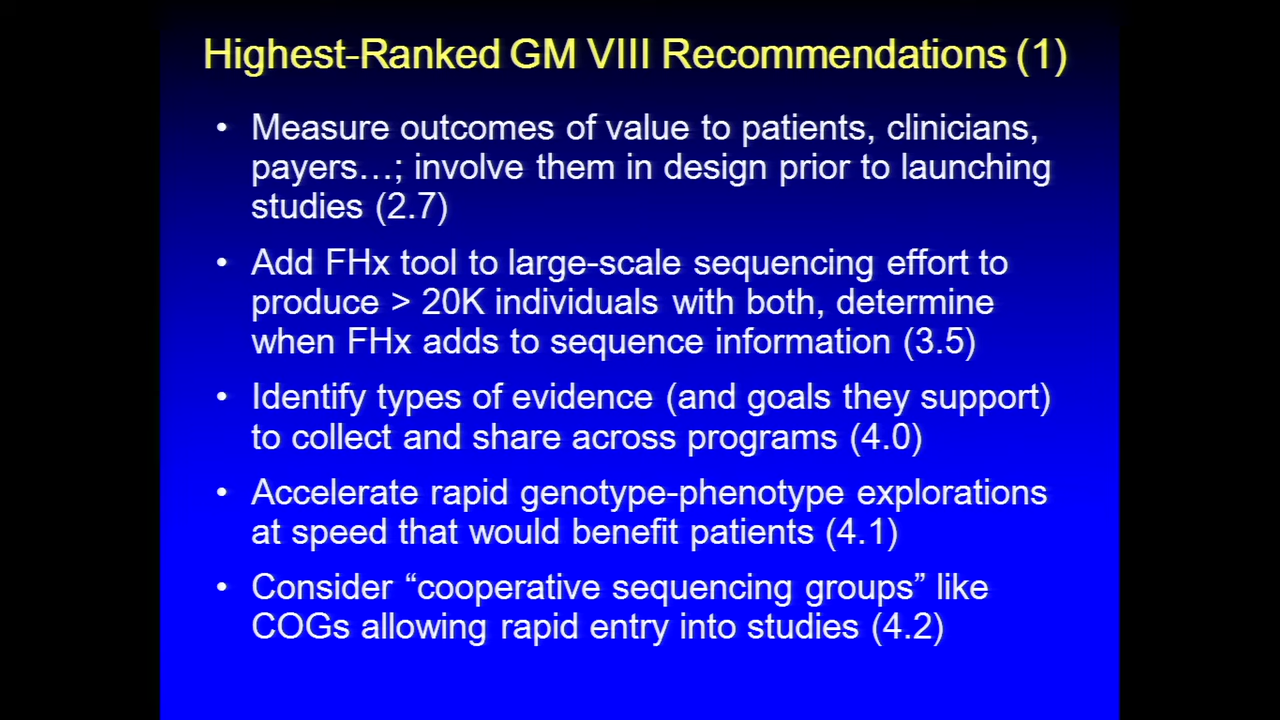 Highest-Ranked GM VIII Recommendations (1)
• Measure outcomes of value to patients, clinicians,
payers…; involve them in design prior to launching
studies (2.7)
• Add FHx tool to large-scale sequencing effort to
produce > 20K individuals with both, determine
when FHx adds to sequence information (3.5)
• Identify types of evidence (and goals they support)
to collect and share across programs (4.0)
• Accelerate rapid genotype-phenotype explorations
at speed that would benefit patients (4.1)
• Consider “cooperative sequencing groups” like
COGs allowing rapid entry into studies (4.2)